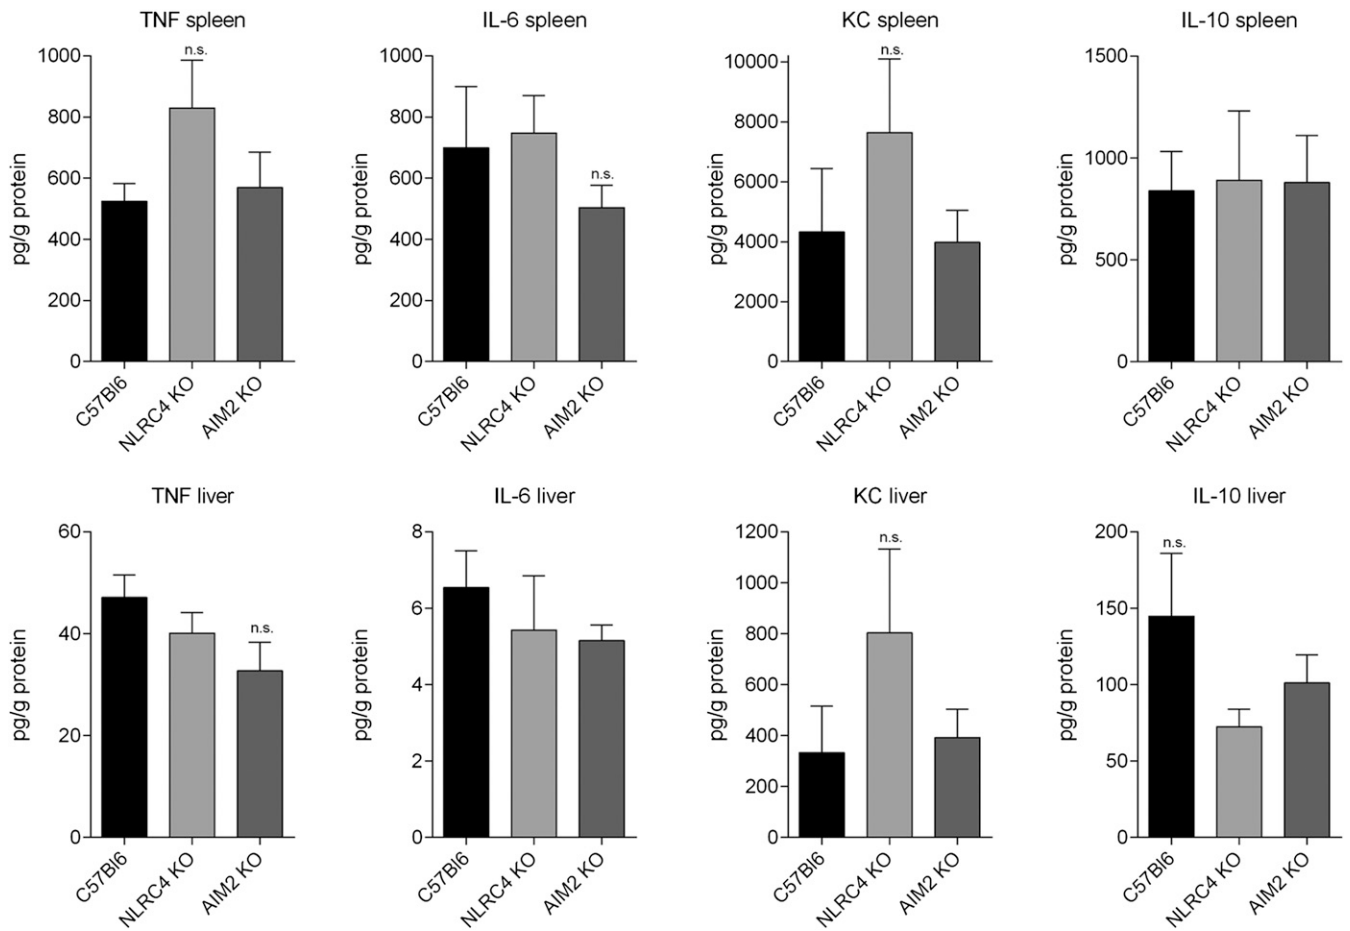 TNF spleen
n.s.
1000
800
600
400
200
0
pg/g protein
C57Bl6
NLRC4 KO
AIM2 KO
IL-6 spleen
n.s.
1000
800
600
400
200
0
pg/g protein
C57Bl6
NLRC4 KO
AIM2 KO
KC spleen
n.s.
10000
8000
6000
4000
2000
0
pg/g protein
C57Bl6
NLRC4 KO
AIM2 KO
IL-10 spleen
1500
1000
500
0
pg/g protein
C57Bl6
NLRC4 KO
AIM2 KO
TNF liver
n.s.
60
40
20
0
pg/g protein
C57Bl6
NLRC4 KO
AIM2 KO
IL-6 liver
8
6
4
2
0
pg/g protein
C57Bl6
NLRC4 KO
AIM2 KO
KC liver
n.s.
1200
1000
800
600
400
200
0
pg/g protein
C57Bl6
NLRC4 KO
AIM2 KO
IL-10 liver
n.s.
200
150
100
50
0
pg/g protein
C57Bl6
NLRC4 KO
AIM2 KO